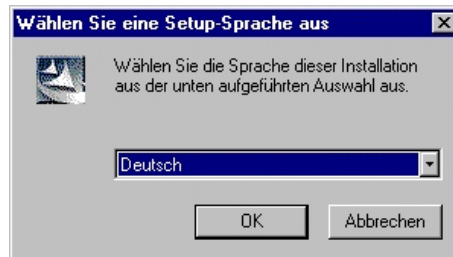 Wählen Sie eine Setup-Sprache aus
Wählen Sie die Sprache dieser Installation
aus der unten aufgeführten Auswahl aus.
Deutsch
OK
Abbrechen